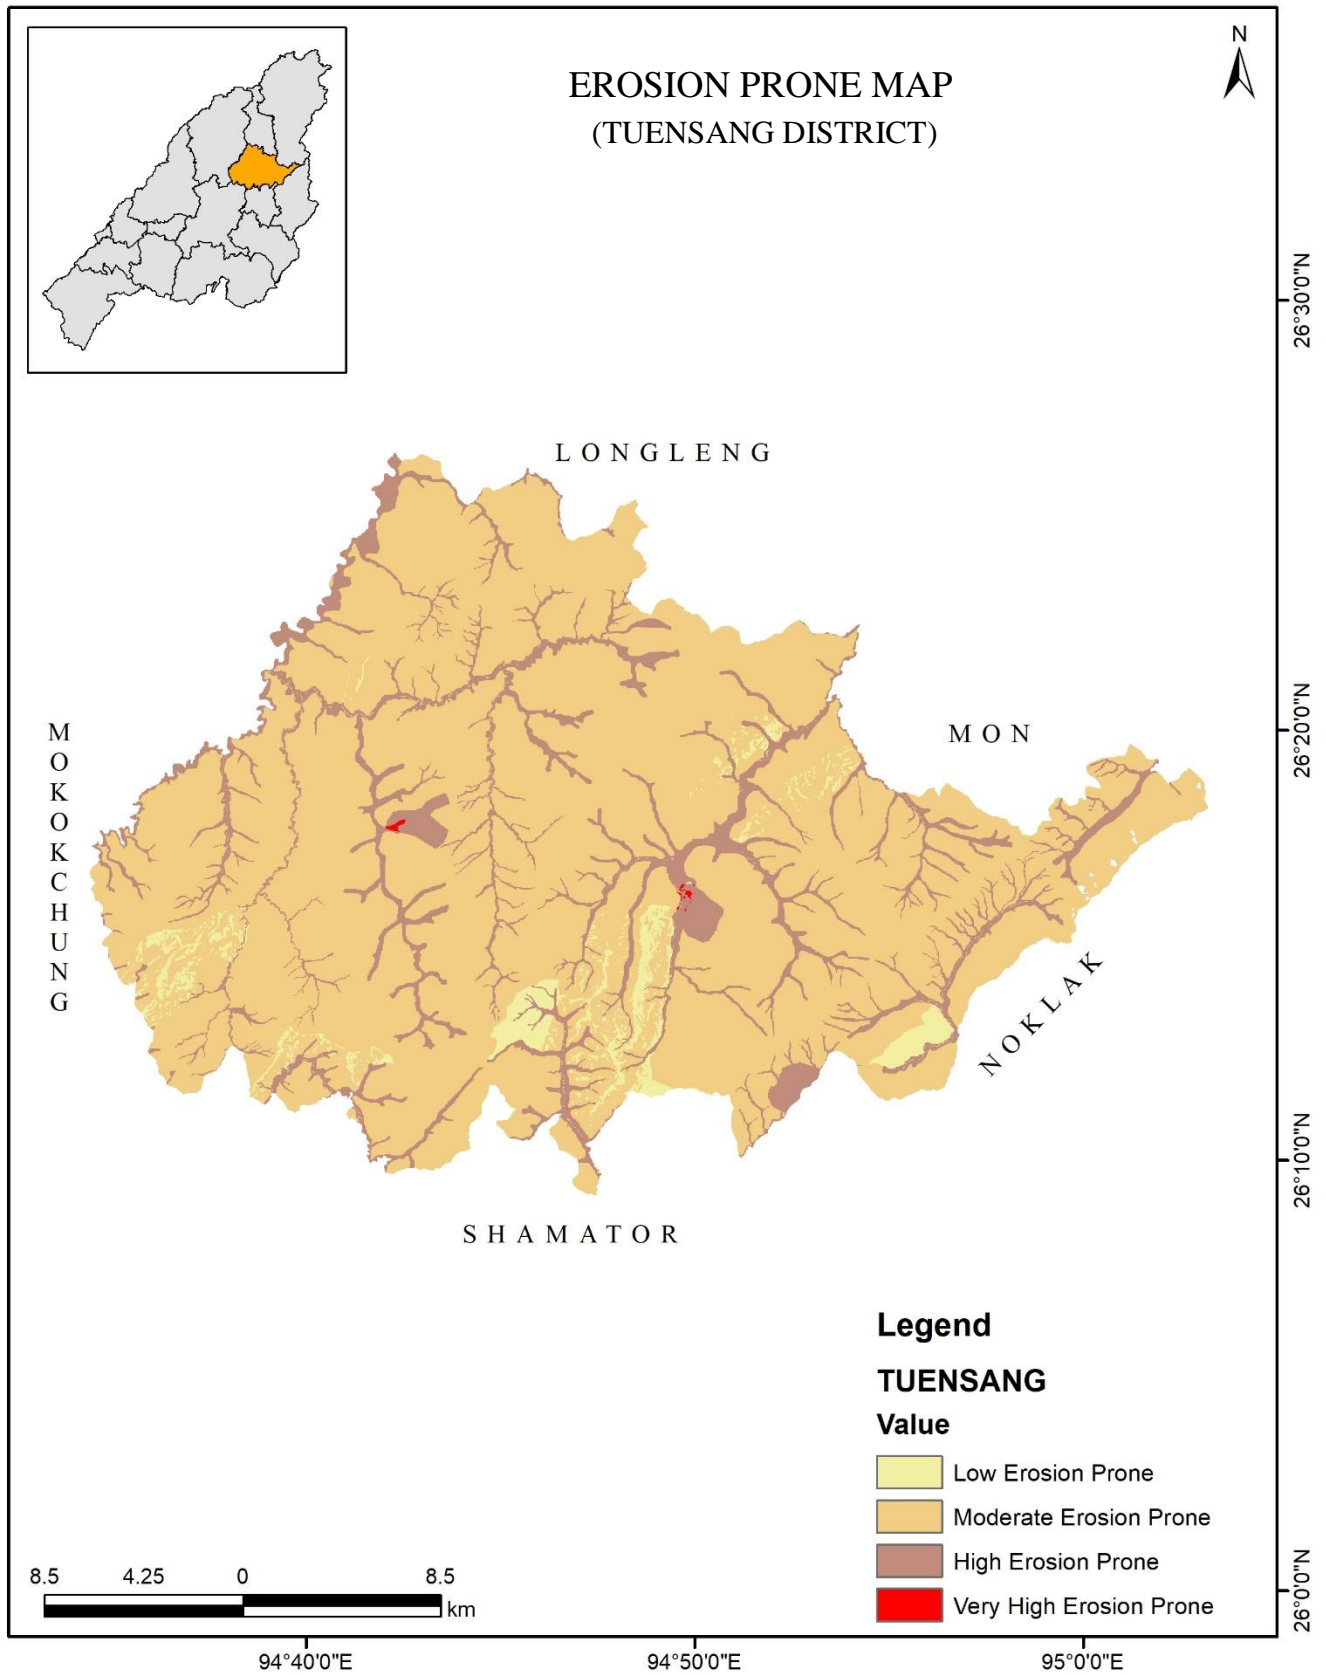 N
EROSION PRONE MAP
(TUENSANG DISTRICT)
26°30'0"N
LONGLENG
MOKOKCHUNG
MON
26°20'0"N
NOKLAK
26°10'0"N
SHAMATOR
Legend
TUENSANG
Value
Low Erosion Prone
Moderate Erosion Prone
High Erosion Prone
Very High Erosion Prone
26°0'0"N
8.5 4.25 0 8.5
km
94°40'0"E 94°50'0"E 95°0'0"E